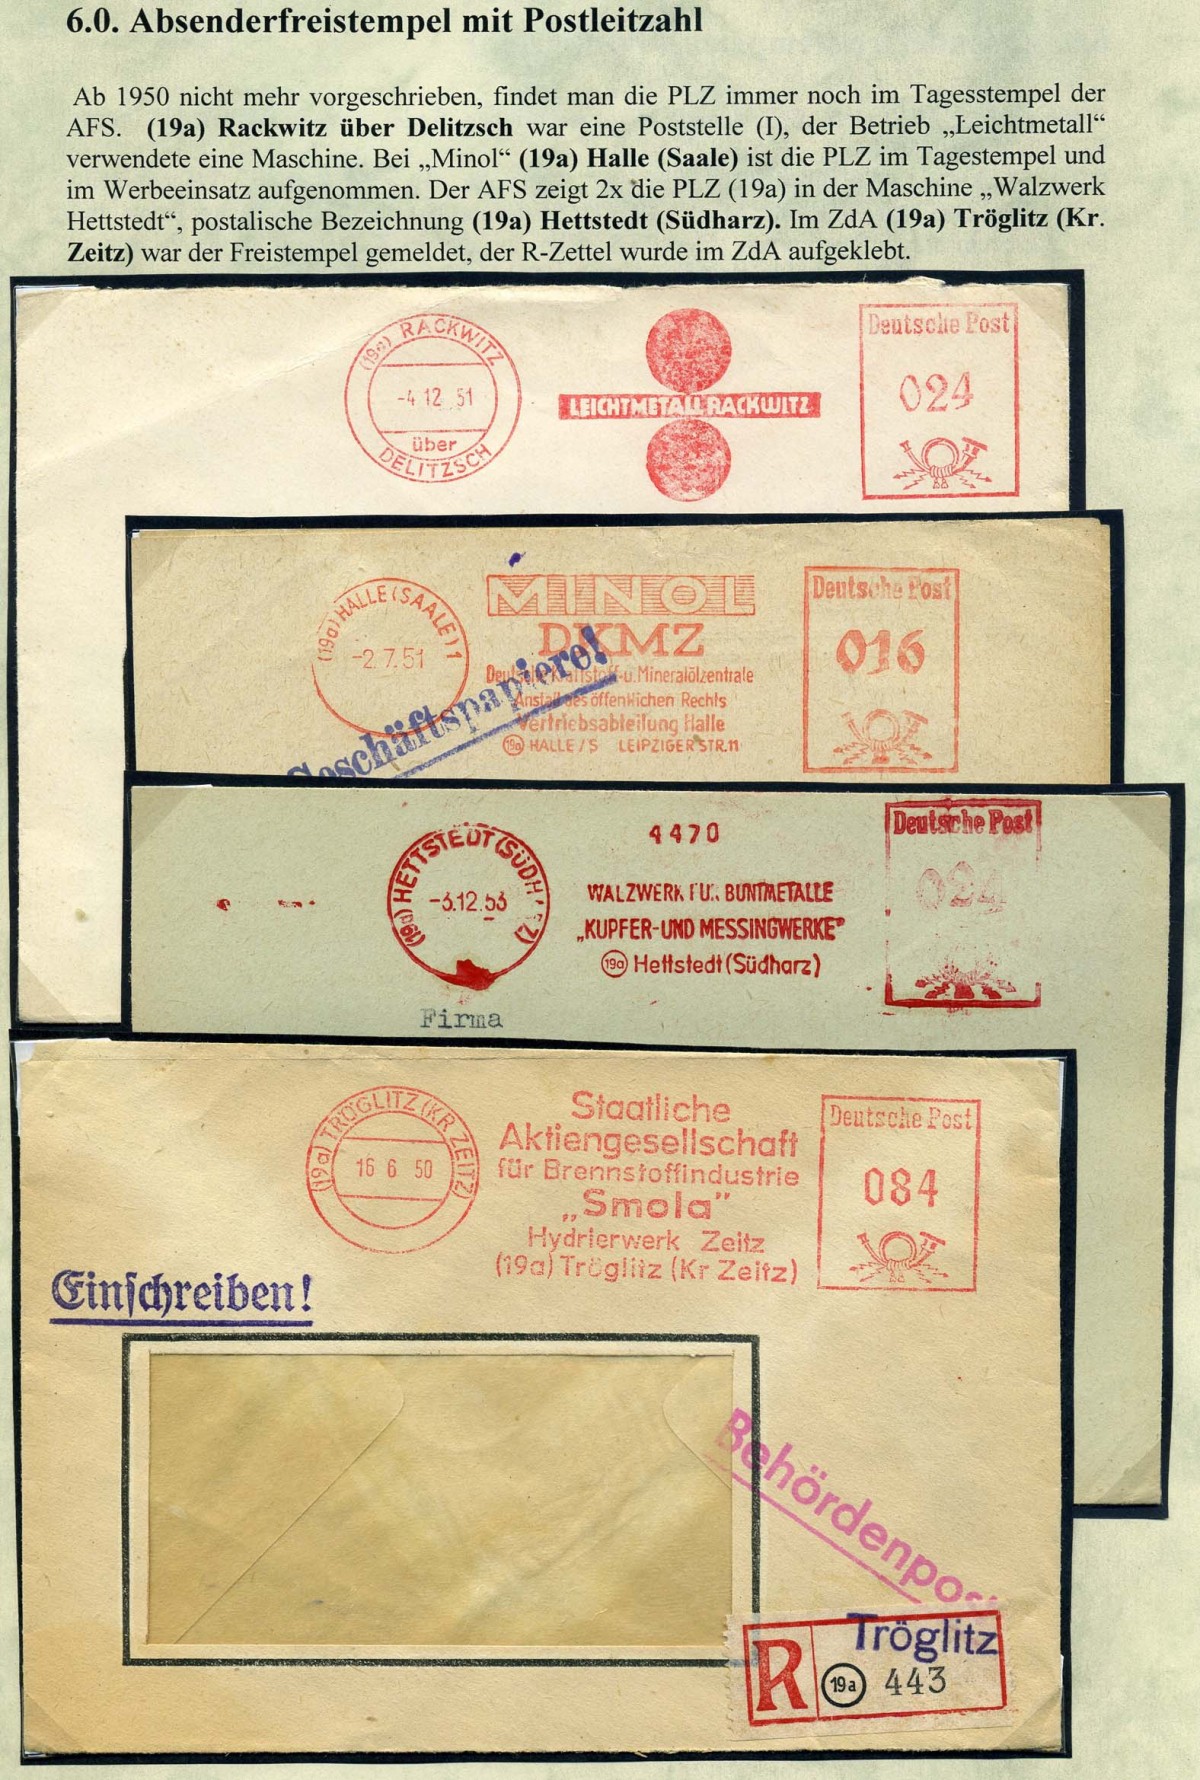 6.0. Absenderfreistempel mit Postleitzahl
Ab 1950 nicht mehr vorgeschrieben, findet man die PLZ immer noch im Tagesstempel der
AFS. (19a) Rackwitz über Delitzsch war eine Poststelle (I), der Betrieb „Leichtmetall“
verwendete eine Maschine. Bei „Minol“ (19a) Halle (Saale) ist die PLZ im Tagestempel und
im Werbeeinsatz aufgenommen. Der AFS zeigt 2x die PLZ (19a) in der Maschine „Walzwerk
Hettstedt“, postalische Bezeichnung (19a) Hettstedt (Südharz). Im ZdA (19a) Tröglitz (Kr.
Zeitz) war der Freistempel gemeldet, der R-Zettel wurde im ZdA aufgeklebt.
(19a) RACKWITZ
-4.12.51
über
DELITZSCH
LEICHTMETALL RACKWITZ
Deutsche Post
024
(19a) HALLE (SAALE) 1
-2.7.51
MINOL
DKMZ
Deutsche Kraftstoff-u. Mineralölzentrale
Anstalt des öffentlichen Rechts
Vertriebsabteilung Halle
19a HALLE/S LEIPZIGER STR.11
Deutsche Post
016
Geschäftspapiere!
(19a) HETTSTEDT (SÜDH Z)
-3.12.53
4470
WALZWERK FÜR BUNTMETALLE
„KUPFER-UND MESSINGWERKE“
19a Hettstedt (Südharz)
Deutsche Post
024
Firma
(19a) TRÖGLITZ (KR ZEITZ)
16 6 50
Staatliche
Aktiengesellschaft
für Brennstoffindustrie
„Smola“
Hydrierwerk Zeitz
(19a) Tröglitz (Kr Zeitz)
Deutsche Post
084
Einschreiben!
Behördenpost
R
Tröglitz
19a 443